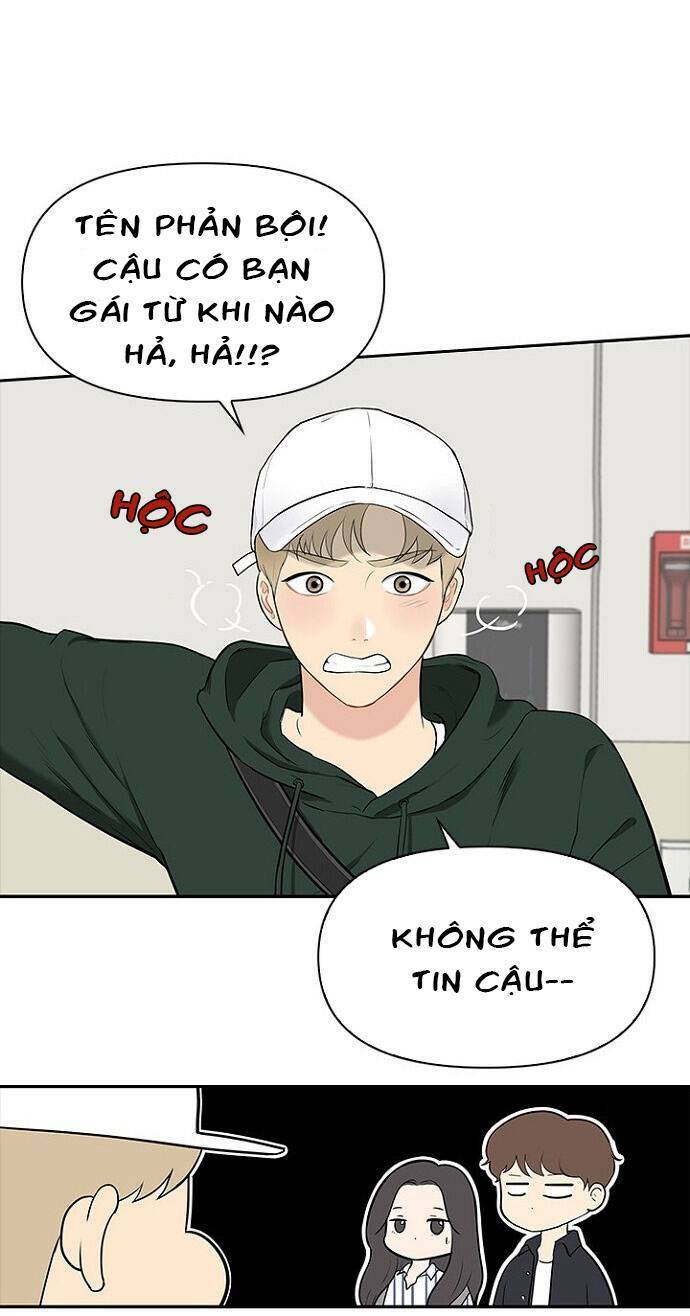 TÊN PHẢN BỘI!
CẬU CÓ BẠN
GÁI TỪ KHI NÀO
HẢ, HẢ!!?
HỘC
HỘC
KHÔNG THỂ
TIN CẬU--